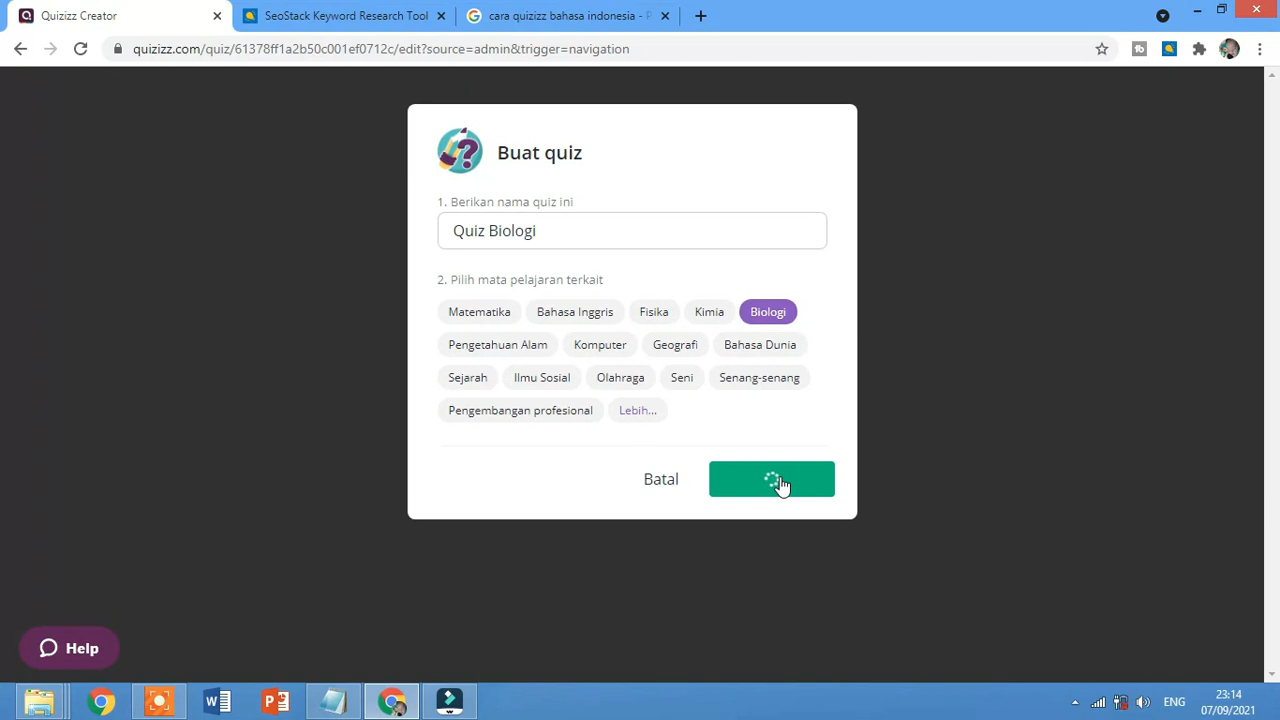 Quizizz Creator
SeoStack Keyword Research Tool
cara quizizz bahasa indonesia -
quizizz.com/quiz/61378ff1a2b50c001ef0712c/edit?source=admin&trigger=navigation
Buat quiz
1. Berikan nama quiz ini
Quiz Biologi
2. Pilih mata pelajaran terkait
Matematika Bahasa Inggris Fisika Kimia Biologi
Pengetahuan Alam Komputer Geografi Bahasa Dunia
Sejarah Ilmu Sosial Olahraga Seni Senang-senang
Pengembangan profesional Lebih...
Batal
Help
ENG
23:14
07/09/2021